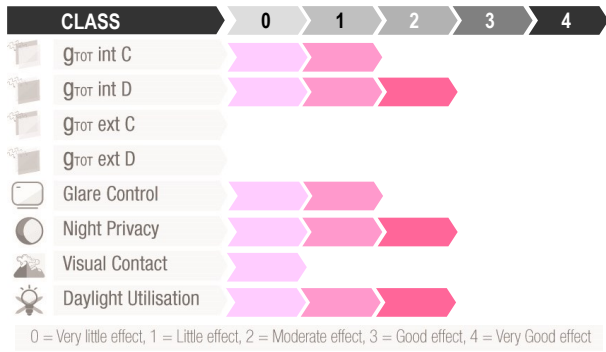 CLASS 0 1 2 3 4
gTOT int C
gTOT int D
gTOT ext C
gTOT ext D
Glare Control
Night Privacy
Visual Contact
Daylight Utilisation
0 = Very little effect, 1 = Little effect, 2 = Moderate effect, 3 = Good effect, 4 = Very Good effect